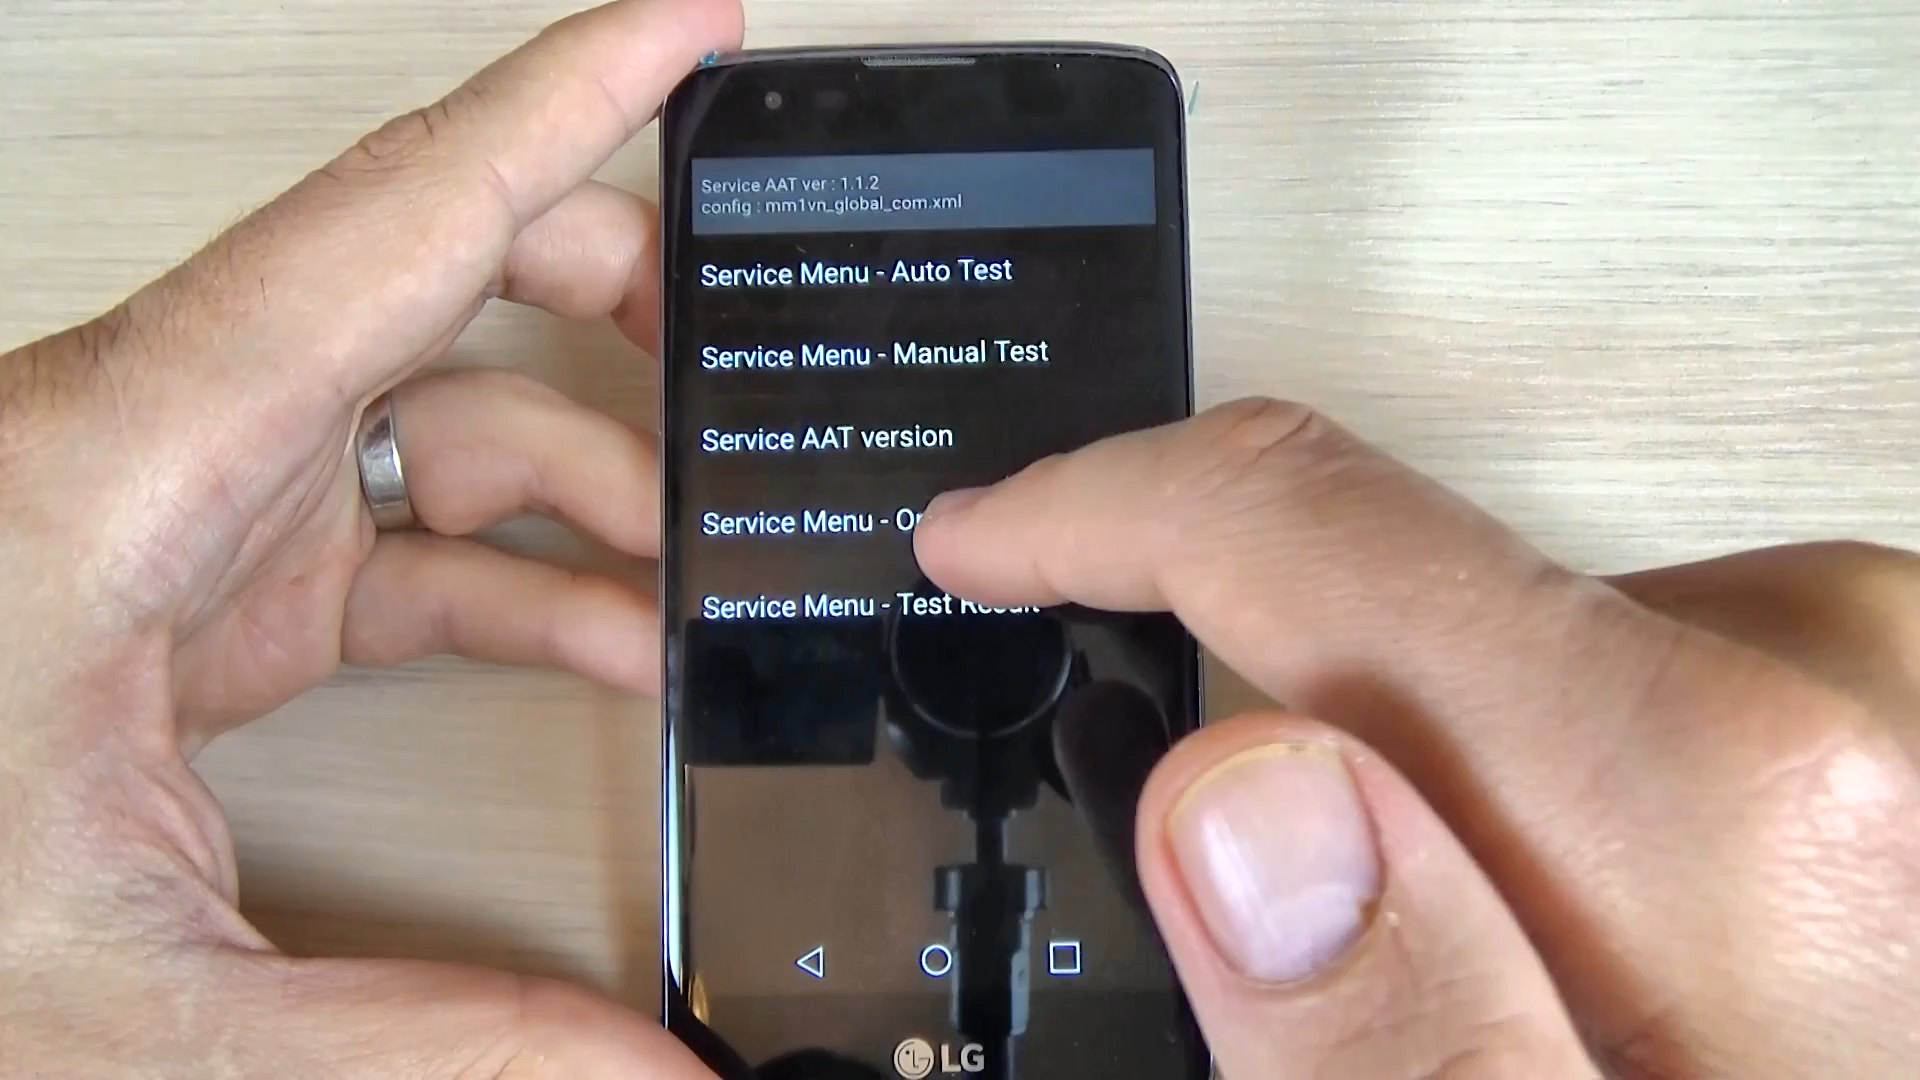 Service AAT ver : 1.1.2
config : mm1vn_global_com.xml
Service Menu - Auto Test
Service Menu - Manual Test
Service AAT version
Service Menu -
Service Menu - Test Result
LG